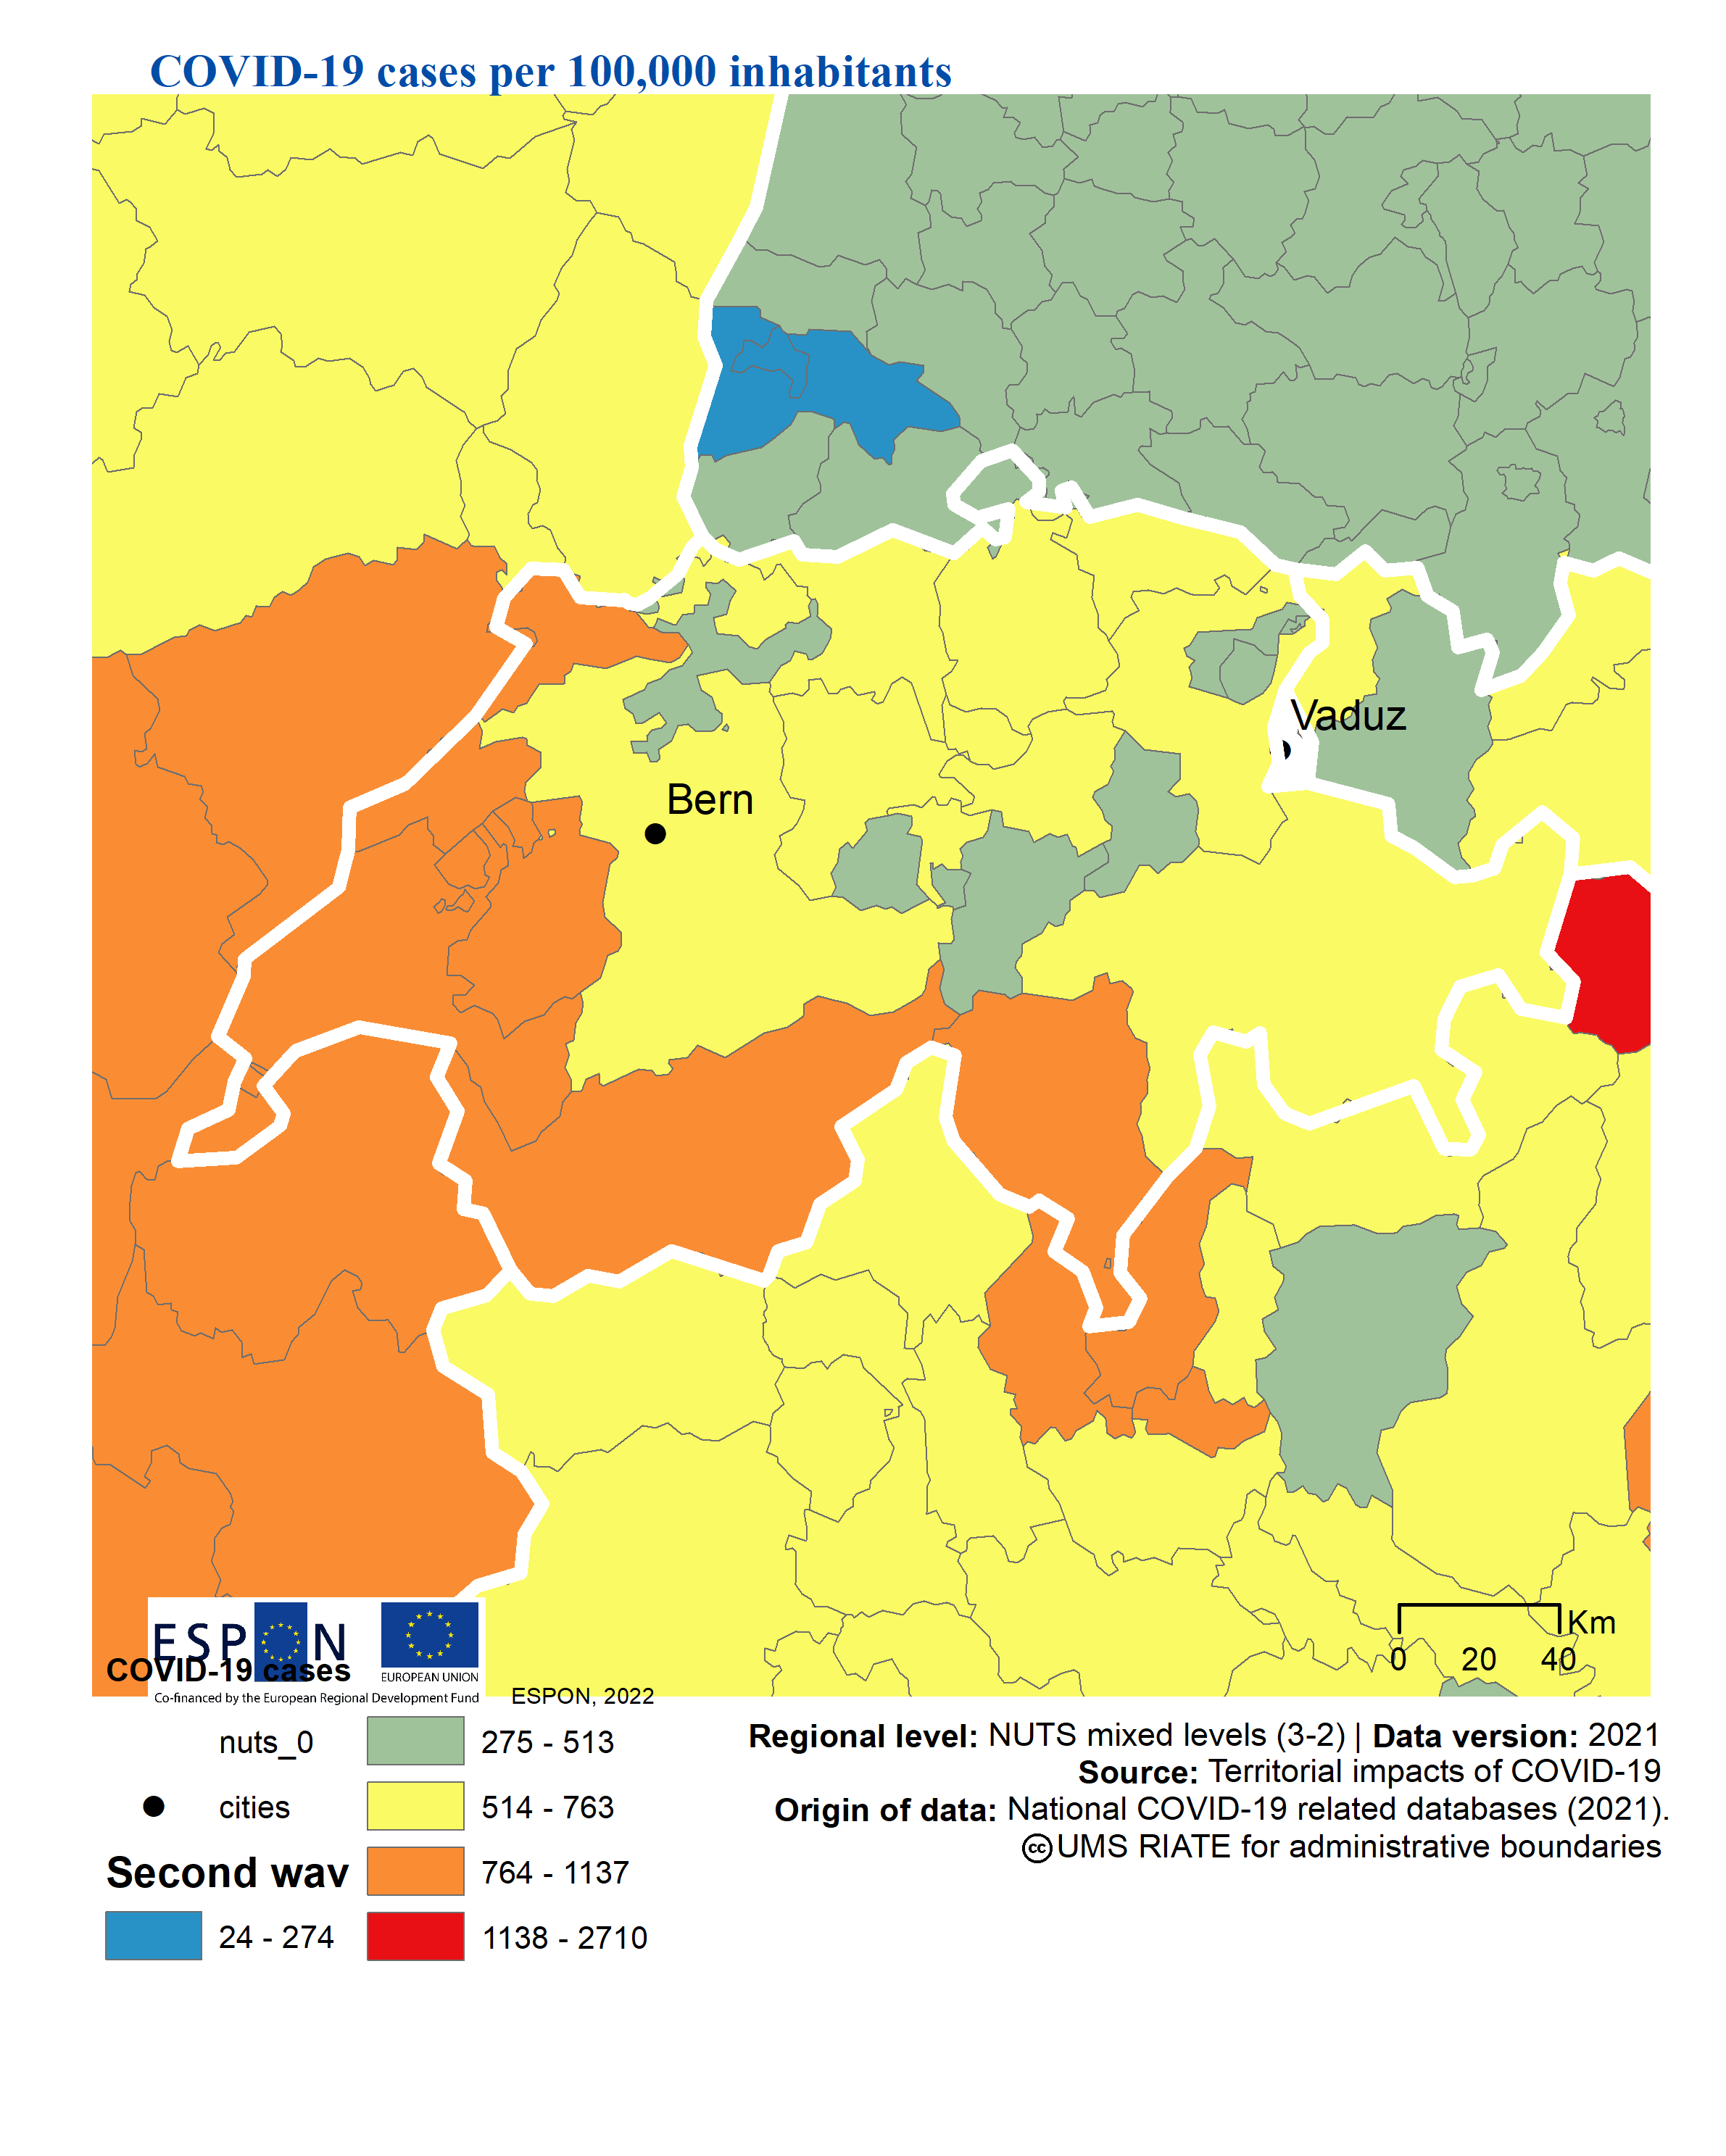 COVID-19 cases per 100,000 inhabitants
Vaduz
Bern
Km
0 20 40
ESPON
EUROPEAN UNION
COVID-19 cases
Co-financed by the European Regional Development Fund
ESPON, 2022
nuts_0
cities
Second wav
24 - 274
275 - 513
514 - 763
764 - 1137
1138 - 2710
Regional level: NUTS mixed levels (3-2) | Data version: 2021
Source: Territorial impacts of COVID-19
Origin of data: National COVID-19 related databases (2021).
cc UMS RIATE for administrative boundaries